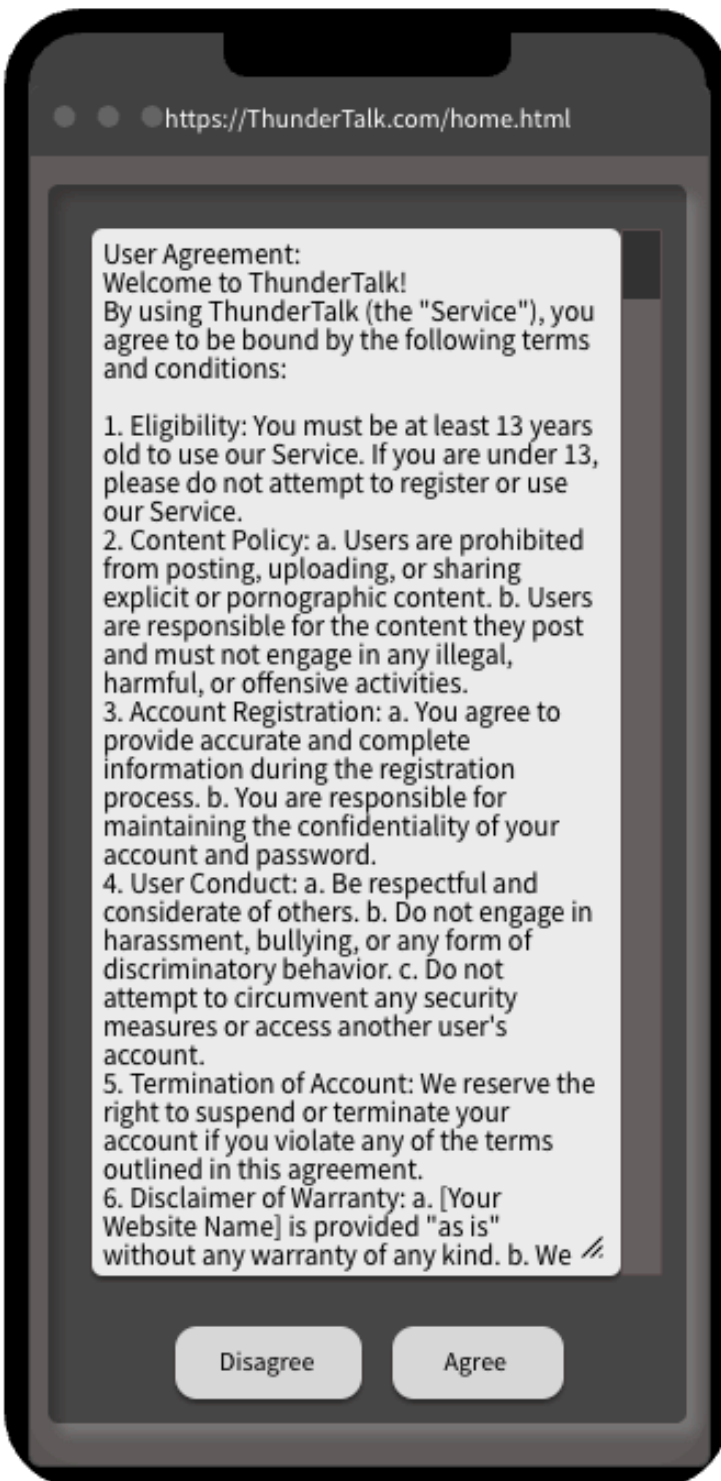 https://ThunderTalk.com/home.html
User Agreement:
Welcome to ThunderTalk!
By using ThunderTalk (the "Service"), you
agree to be bound by the following terms
and conditions:
1. Eligibility: You must be at least 13 years
old to use our Service. If you are under 13,
please do not attempt to register or use
our Service.
2. Content Policy: a. Users are prohibited
from posting, uploading, or sharing
explicit or pornographic content. b. Users
are responsible for the content they post
and must not engage in any illegal,
harmful, or offensive activities.
3. Account Registration: a. You agree to
provide accurate and complete
information during the registration
process. b. You are responsible for
maintaining the confidentiality of your
account and password.
4. User Conduct: a. Be respectful and
considerate of others. b. Do not engage in
harassment, bullying, or any form of
discriminatory behavior. c. Do not
attempt to circumvent any security
measures or access another user's
account.
5. Termination of Account: We reserve the
right to suspend or terminate your
account if you violate any of the terms
outlined in this agreement.
6. Disclaimer of Warranty: a. [Your
Website Name] is provided "as is"
without any warranty of any kind. b. We
Disagree
Agree